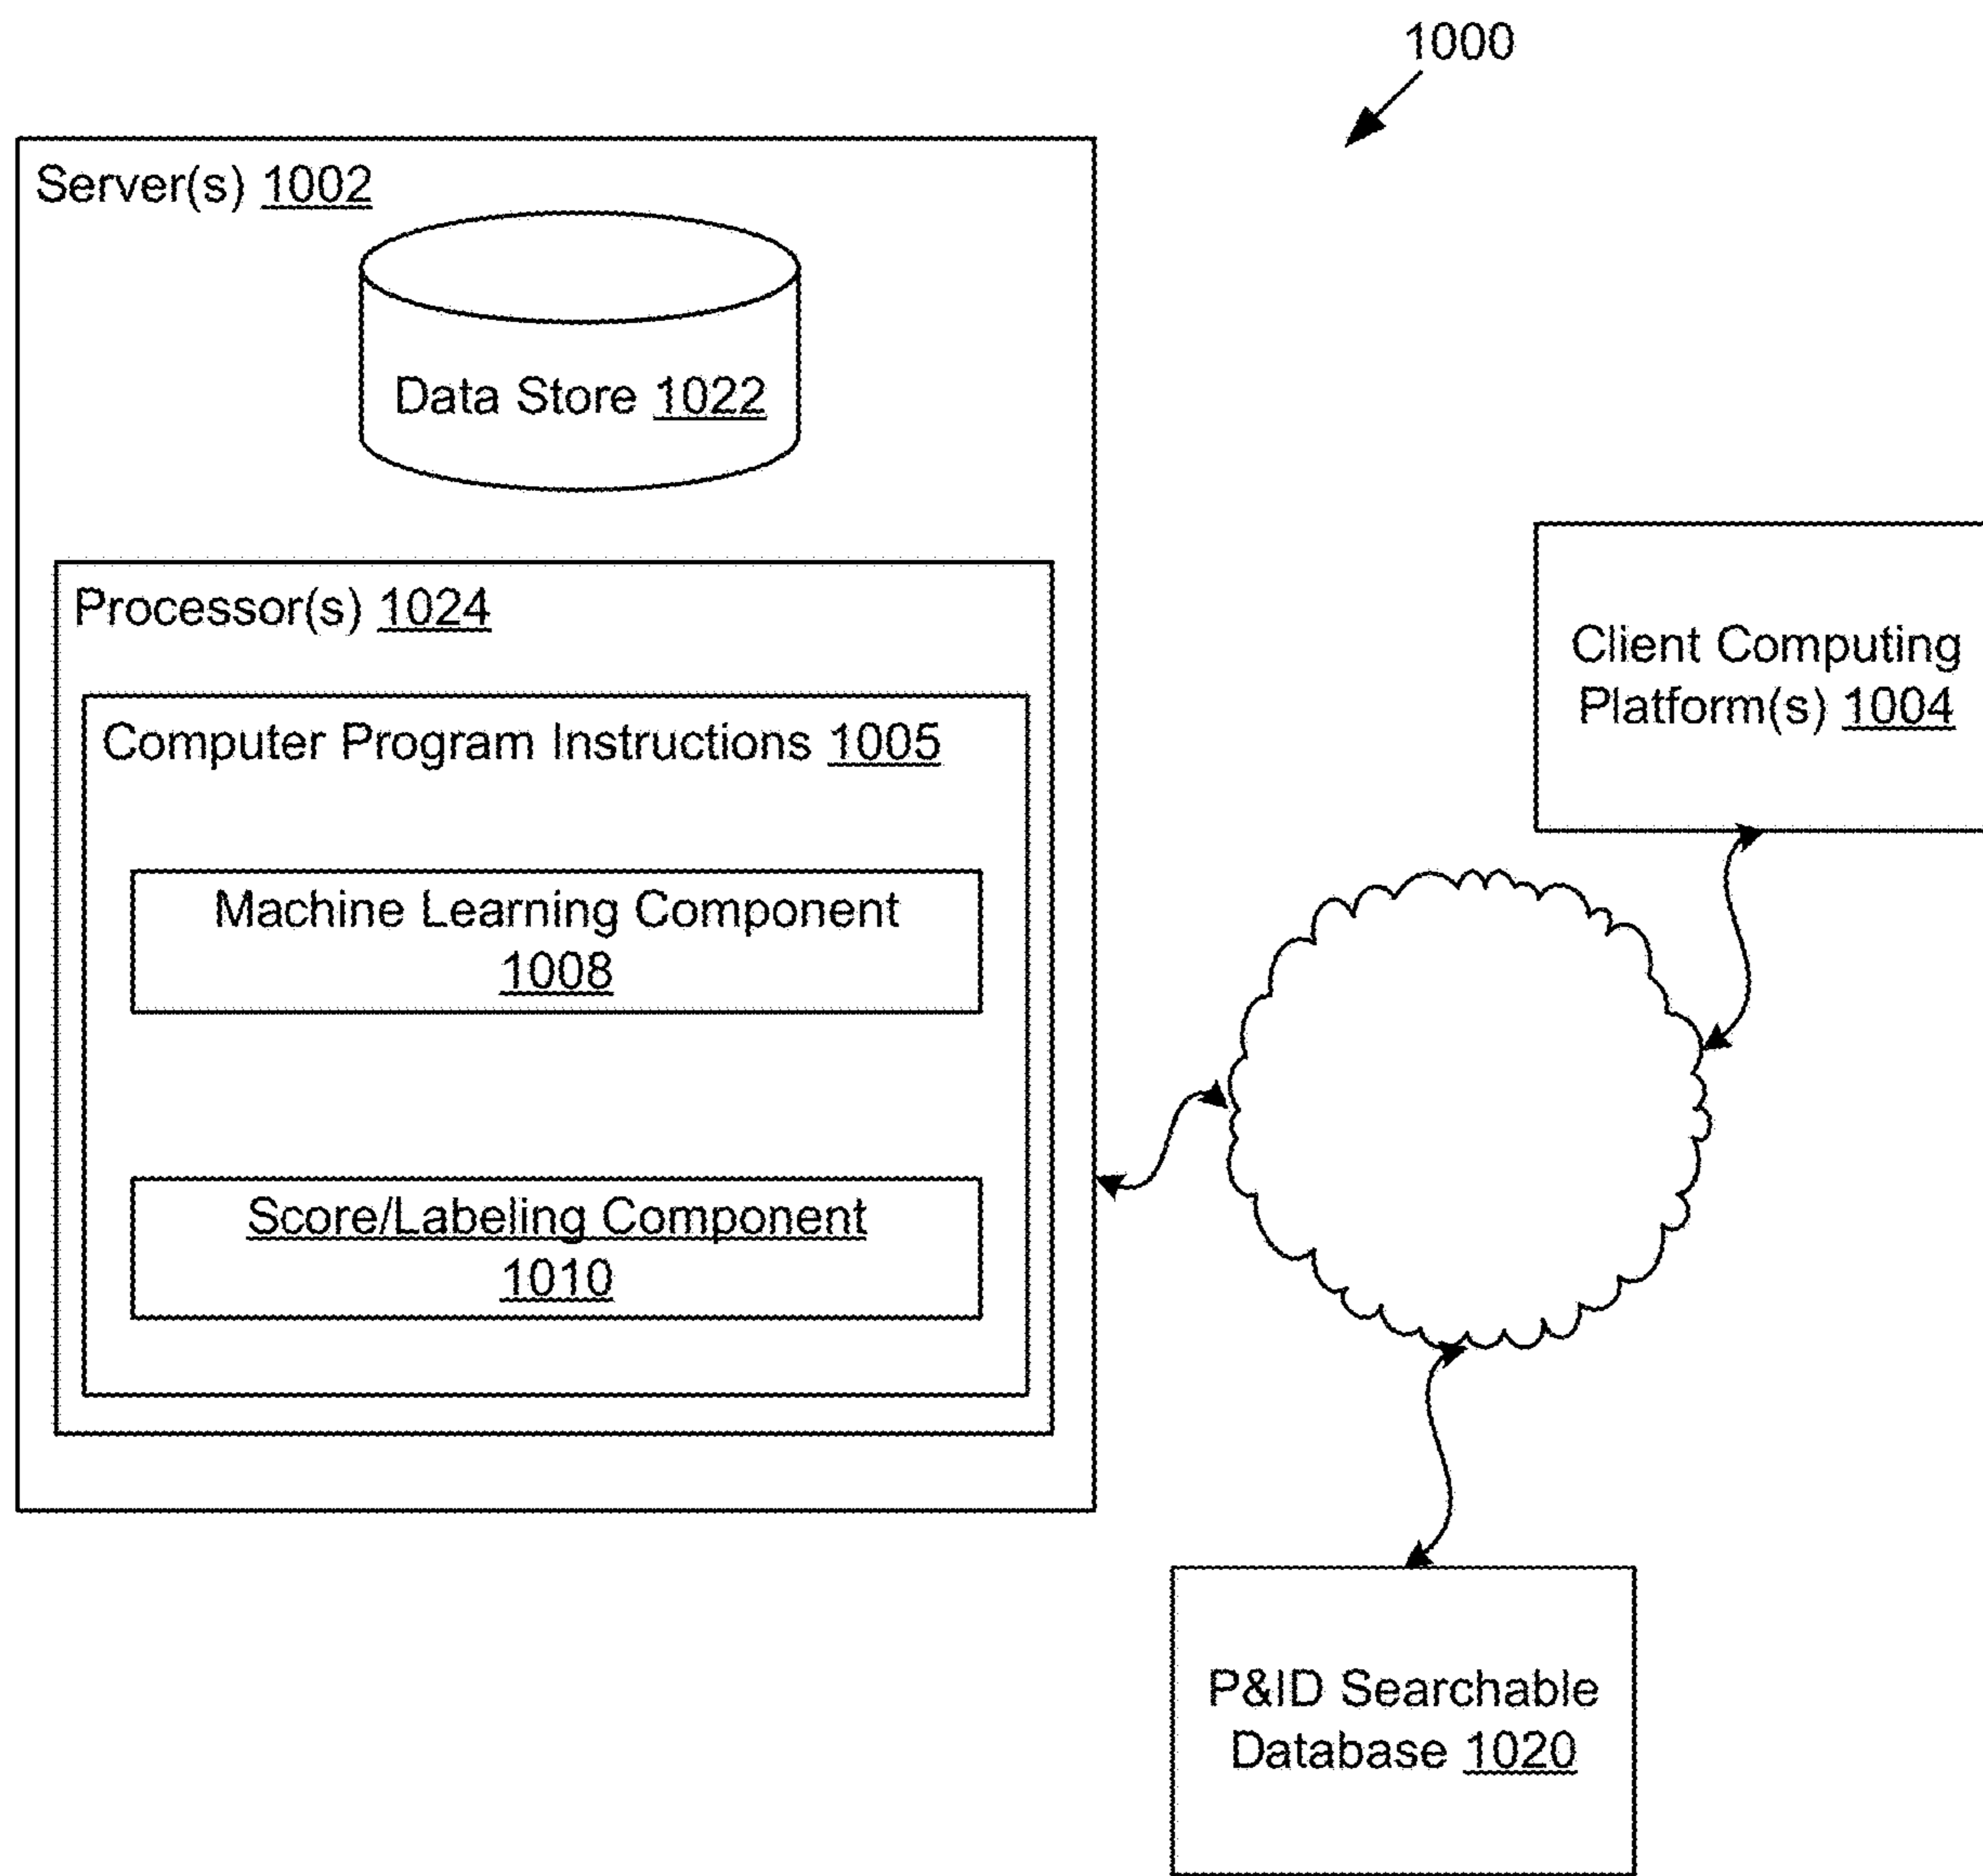 1000
Server(s) 1002
Data Store 1022
Processor(s) 1024
Computer Program Instructions 1005
Machine Learning Component
1008
Score/Labeling Component
1010
Client Computing
Platform(s) 1004
P&ID Searchable
Database 1020